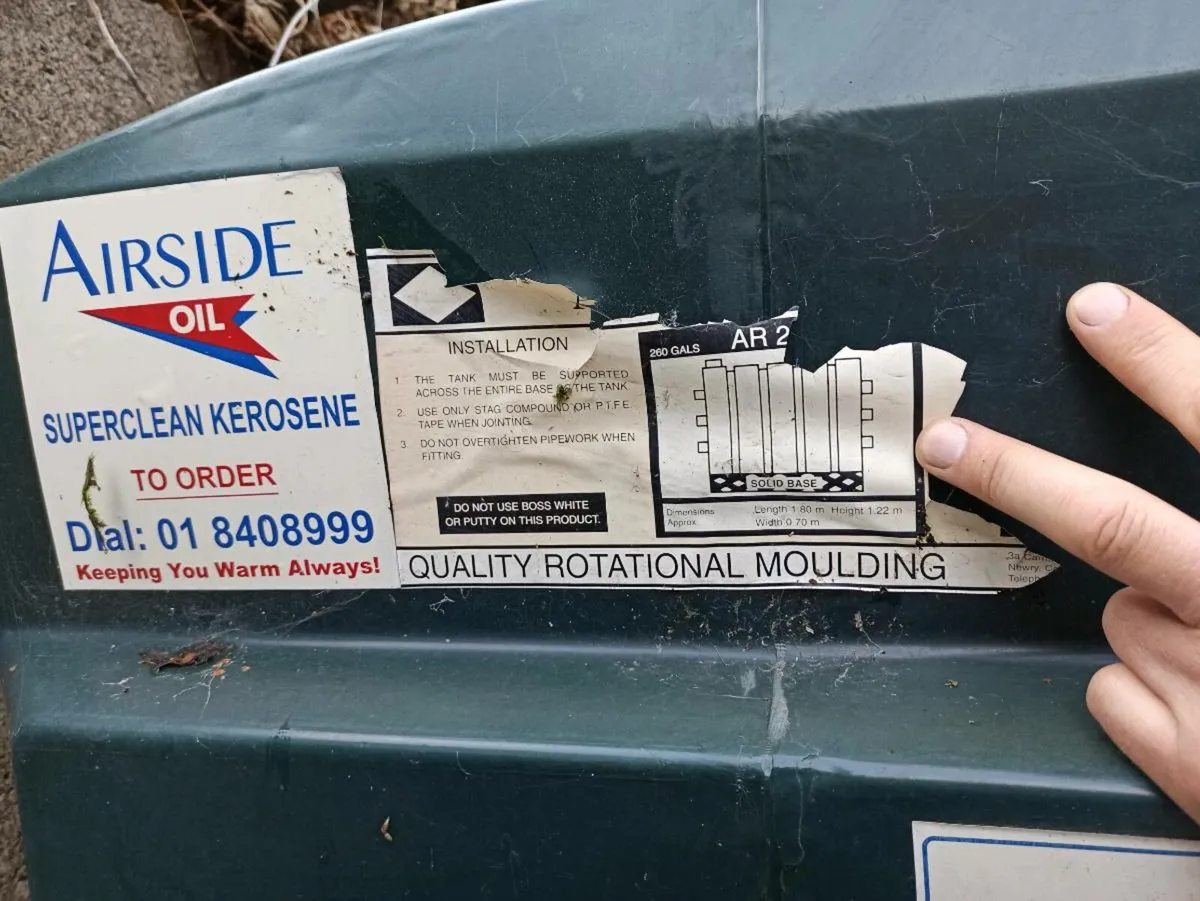 AIRSIDE
OIL
SUPERCLEAN KEROSENE
TO ORDER
Dial: 01 8408999
Keeping You Warm Always!
INSTALLATION
1. THE TANK MUST BE SUPPORTED
ACROSS THE ENTIRE BASE THE TANK.
2. USE ONLY STAG COMPOUND OR P.T.F.E.
TAPE WHEN JOINTING.
3 DO NOT OVERTIGHTEN PIPEWORK WHEN
FITTING.
DO NOT USE BOSS WHITE
OR PUTTY ON THIS PRODUCT.
260 GALS AR 2
SOLID BASE
Dimensions Length 1.80 m Height 1.22 m
Approx Width 0.70 m
QUALITY ROTATIONAL MOULDING
3a
Newry, C
Teleph